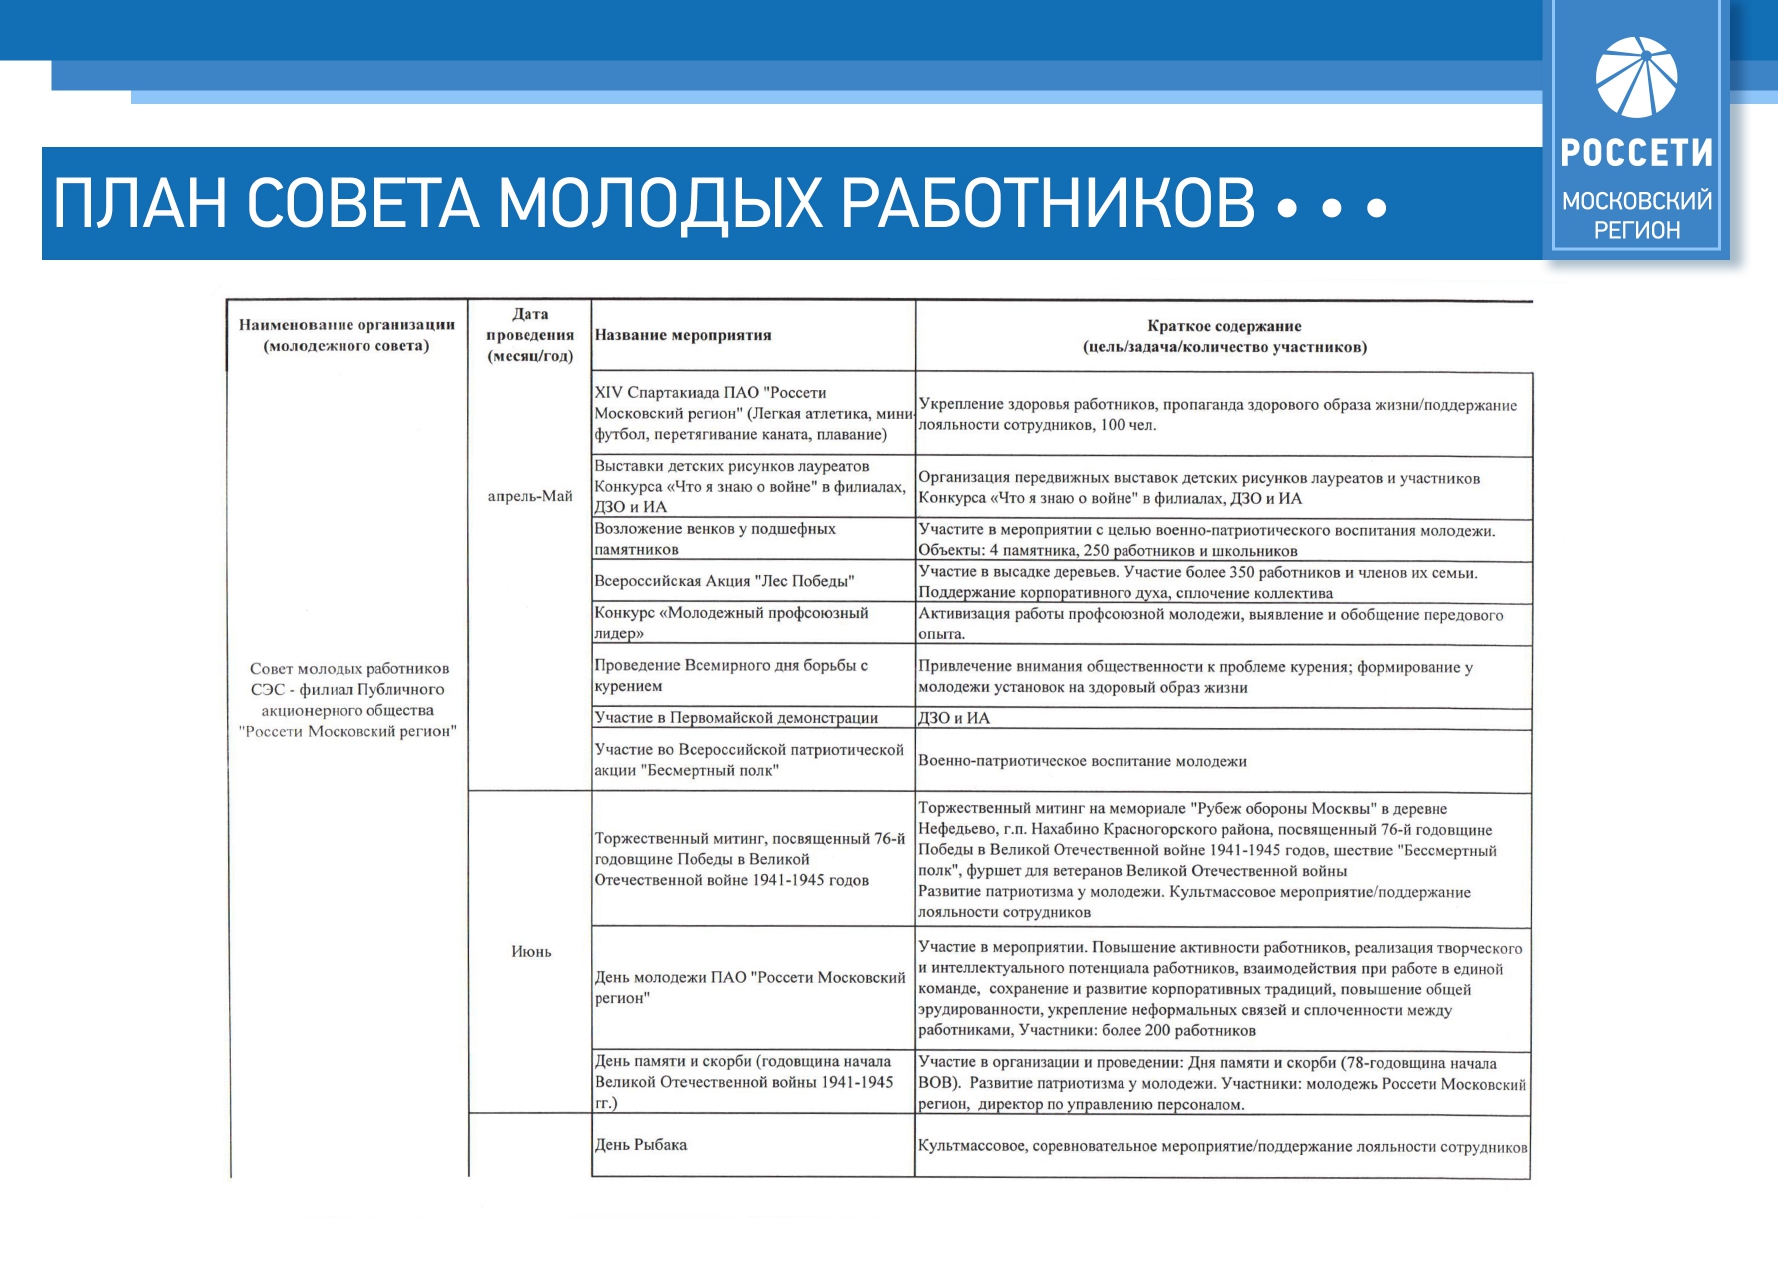 РОССЕТИ
МОСКОВСКИЙ
РЕГИОН
ПЛАН СОВЕТА МОЛОДЫХ РАБОТНИКОВ • • •
Наименование организации
(молодежного совета)
Дата
проведения
(месяц/год)
Название мероприятия
Краткое содержание
(цель/задача/количество участников)
Совет молодых работников
СЭС - филиал Публичного
акционерного общества
"Россети Московский регион"
апрель-Май
XIV Спартакиада ПАО "Россети
Московский регион" (Легкая атлетика, мини-
футбол, перетягивание каната, плавание)
Укрепление здоровья работников, пропаганда здорового образа жизни/поддержание
лояльности сотрудников, 100 чел.
Выставки детских рисунков лауреатов
Конкурса «Что я знаю о войне" в филиалах,
ДЗО и ИА
Организация передвижных выставок детских рисунков лауреатов и участников
Конкурса «Что я знаю о войне" в филиалах, ДЗО и ИА
Возложение венков у подшефных
памятников
Участите в мероприятии с целью военно-патриотического воспитания молодежи.
Объекты: 4 памятника, 250 работников и школьников
Всероссийская Акция "Лес Победы"
Участие в высадке деревьев. Участие более 350 работников и членов их семьи.
Поддержание корпоративного духа, сплочение коллектива
Конкурс «Молодежный профсоюзный
лидер»
Активизация работы профсоюзной молодежи, выявление и обобщение передового
опыта.
Проведение Всемирного дня борьбы с
курением
Привлечение внимания общественности к проблеме курения; формирование у
молодежи установок на здоровый образ жизни
Участие в Первомайской демонстрации
ДЗО и ИА
Участие во Всероссийской патриотической
акции "Бесмертный полк"
Военно-патриотическое воспитание молодежи
Июнь
Торжественный митинг, посвященный 76-й
годовщине Победы в Великой
Отечественной войне 1941-1945 годов
Торжественный митинг на мемориале "Рубеж обороны Москвы" в деревне
Нефедьево, г.п. Нахабино Красногорского района, посвященный 76-й годовщине
Победы в Великой Отечественной войне 1941-1945 годов, шествие "Бессмертный
полк", фуршет для ветеранов Великой Отечественной войны
Развитие патриотизма у молодежи. Культмассовое мероприятие/поддержание
лояльности сотрудников
День молодежи ПАО "Россети Московский
регион"
Участие в мероприятии. Повышение активности работников, реализация творческого
и интеллектуального потенциала работников, взаимодействия при работе в единой
команде, сохранение и развитие корпоративных традиций, повышение общей
эрудированности, укрепление неформальных связей и сплоченности между
работниками, Участники: более 200 работников
День памяти и скорби (годовщина начала
Великой Отечественной войны 1941-1945
гг.)
Участие в организации и проведении: Дня памяти и скорби (78-годовщина начала
ВОВ). Развитие патриотизма у молодежи. Участники: молодежь Россети Московский
регион, директор по управлению персоналом.
День Рыбака
Культмассовое, соревновательное мероприятие/поддержание лояльности сотрудников